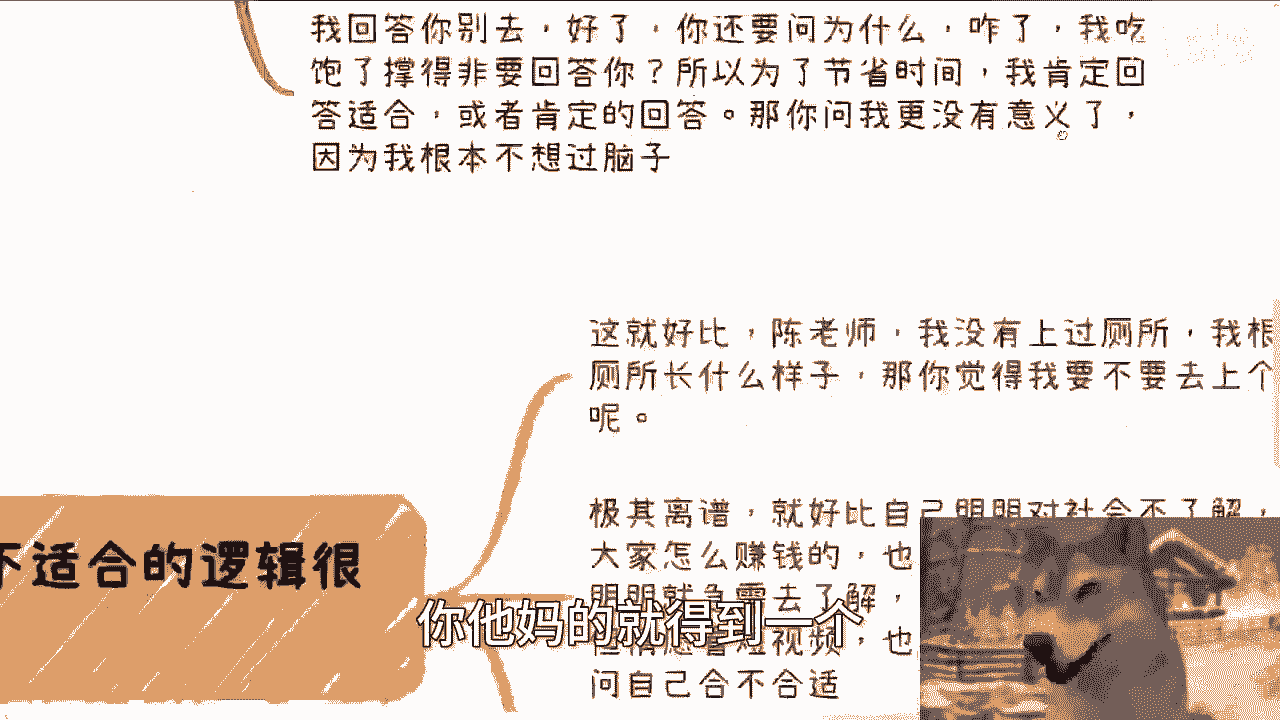 我回答你别去，好了，你还要问为什么，咋了，我吃
饱了撑得非要回答你？所以为了节省时间，我肯定回
答适合，或者肯定的回答。那你问我更没有意义了，
因为我根本不想过脑子
这就好比，陈老师，我没有上过厕所，我根
厕所长什么样子，那你觉得我要不要去上个
呢。
极其离谱，就好比自己明明对社会不了解，
大家怎么赚钱的，也
不适合的逻辑很
明明就急需去了解，
你他妈的就得到一个
着短视频，也
问自己合不合适